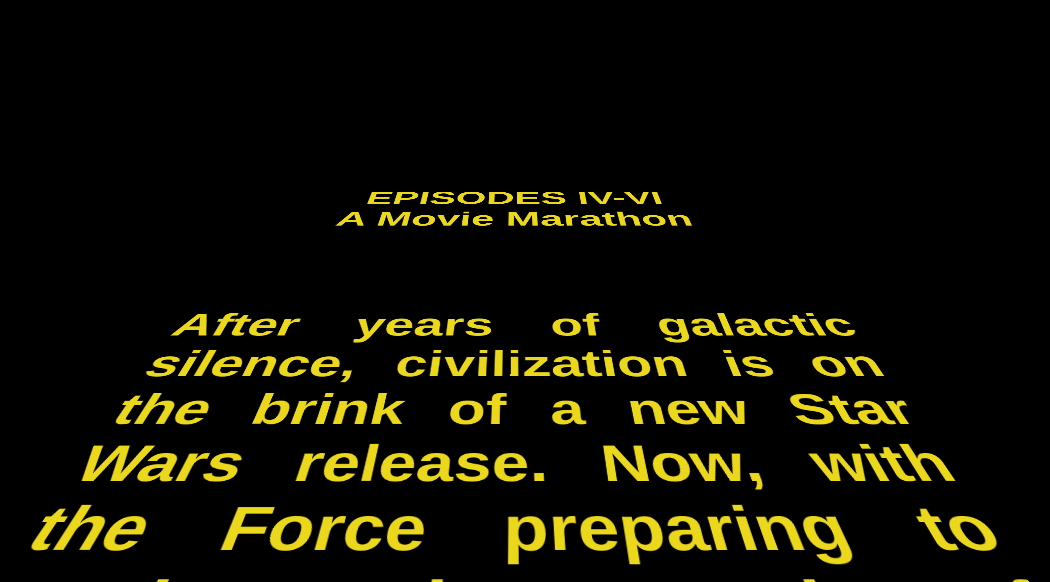 EPISODES IV-VI
A Movie Marathon
After years of galactic
silence, civilization is on
the brink of a new Star
Wars release. Now, with
the Force preparing to